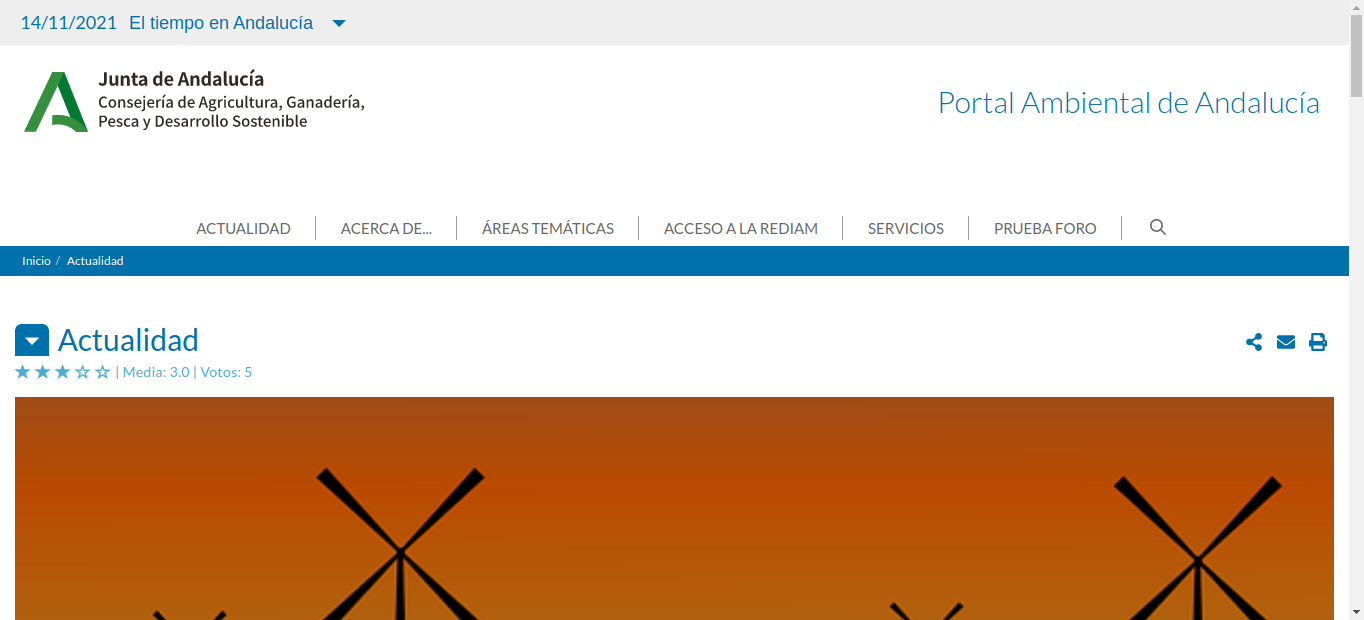 14/11/2021 El tiempo en Andalucía
Junta de Andalucía
Consejería de Agricultura, Ganadería,
Pesca y Desarrollo Sostenible
Portal Ambiental de Andalucía
ACTUALIDAD ACERCA DE... ÁREAS TEMÁTICAS ACCESO A LA REDIAM SERVICIOS PRUEBA FORO
Inicio / Actualidad
Actualidad
| Media: 3.0 | Votos: 5